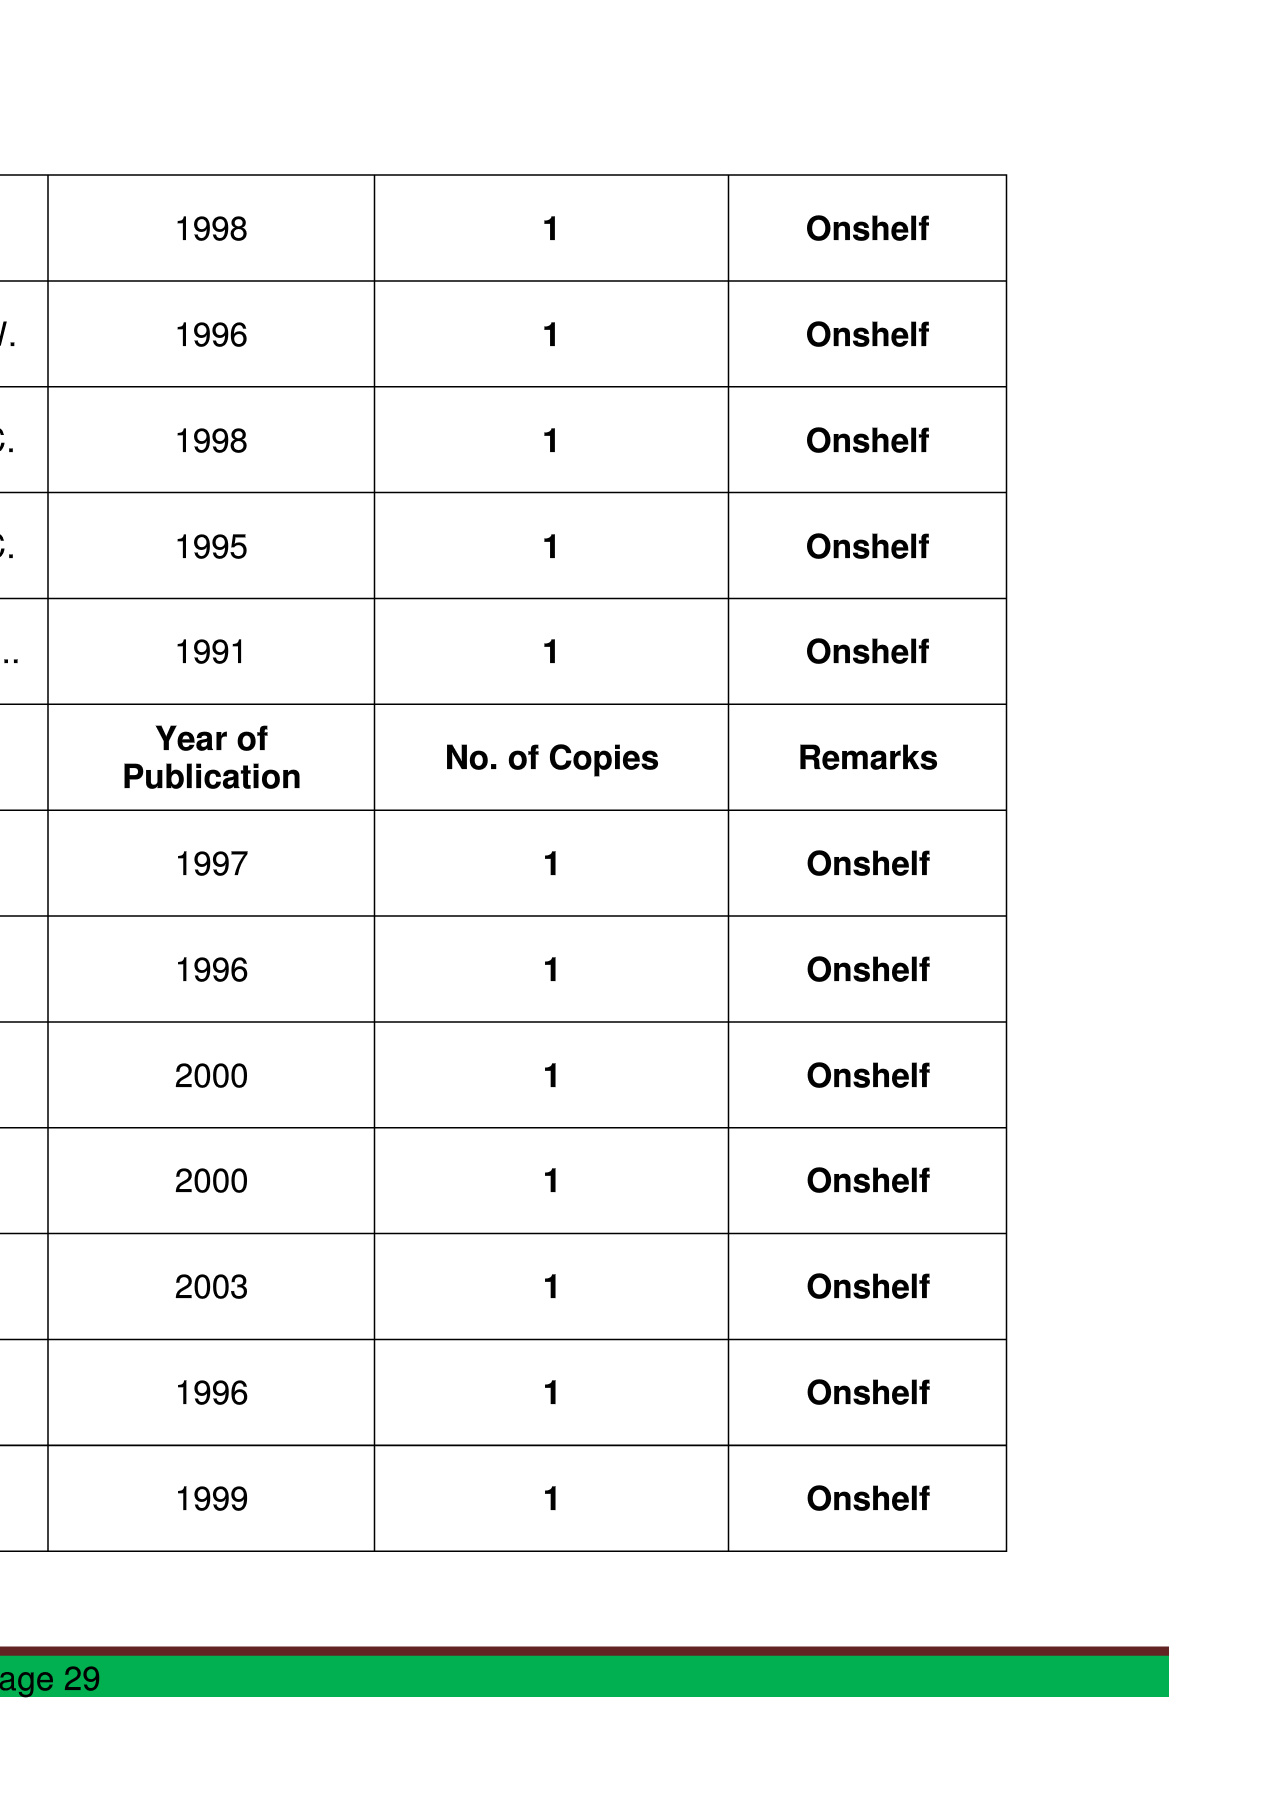 1998 1 Onshelf
1996 1 Onshelf
1998 1 Onshelf
1995 1 Onshelf
.. 1991 1 Onshelf
Year of
Publication No. of Copies Remarks
1997 1 Onshelf
1996 1 Onshelf
2000 1 Onshelf
2000 1 Onshelf
2003 1 Onshelf
1996 1 Onshelf
1999 1 Onshelf
age 29